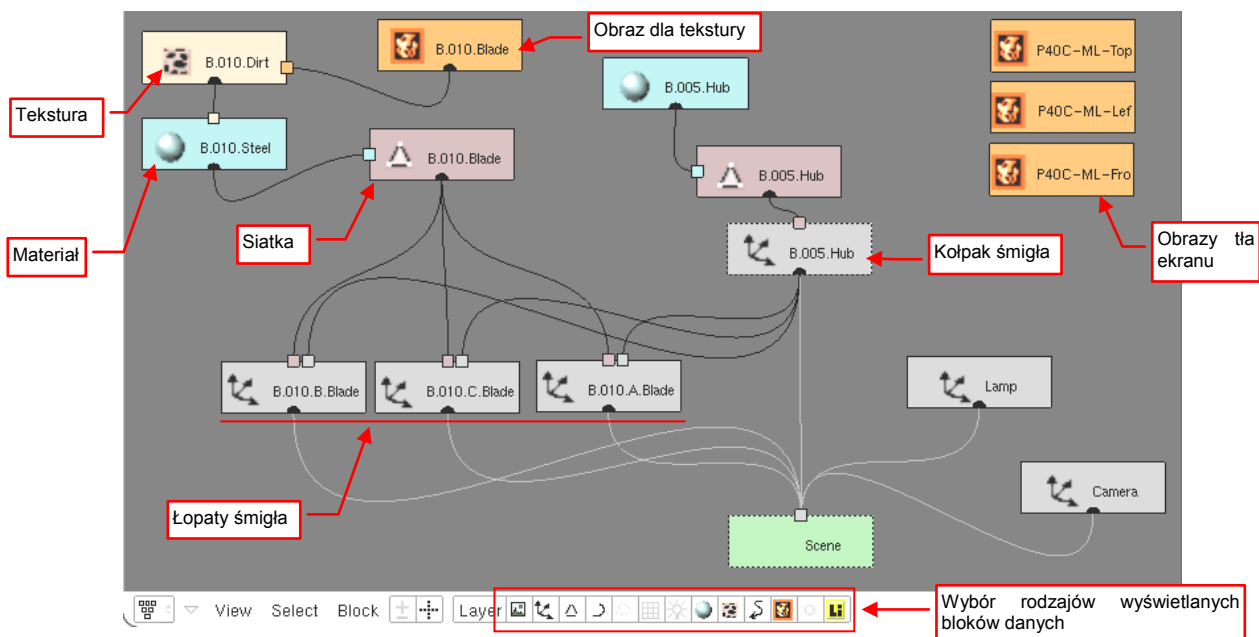 Obraz dla tekstury
B.010.Dirt
B.010.Blade
P40C-ML-Top
B.005.Hub
Tekstura
P40C-ML-Lef
B.010.Steel
B.010.Blade
B.005.Hub
P40C-ML-Fro
Materiał
Siatka
B.005.Hub
Kołpak śmigła
Obrazy tła
ekranu
B.010.B.Blade
B.010.C.Blade
B.010.A.Blade
Lamp
Camera
Łopaty śmigła
Scene
View Select Block Layer
Li
Wybór rodzajów wyświetlanych
bloków danych